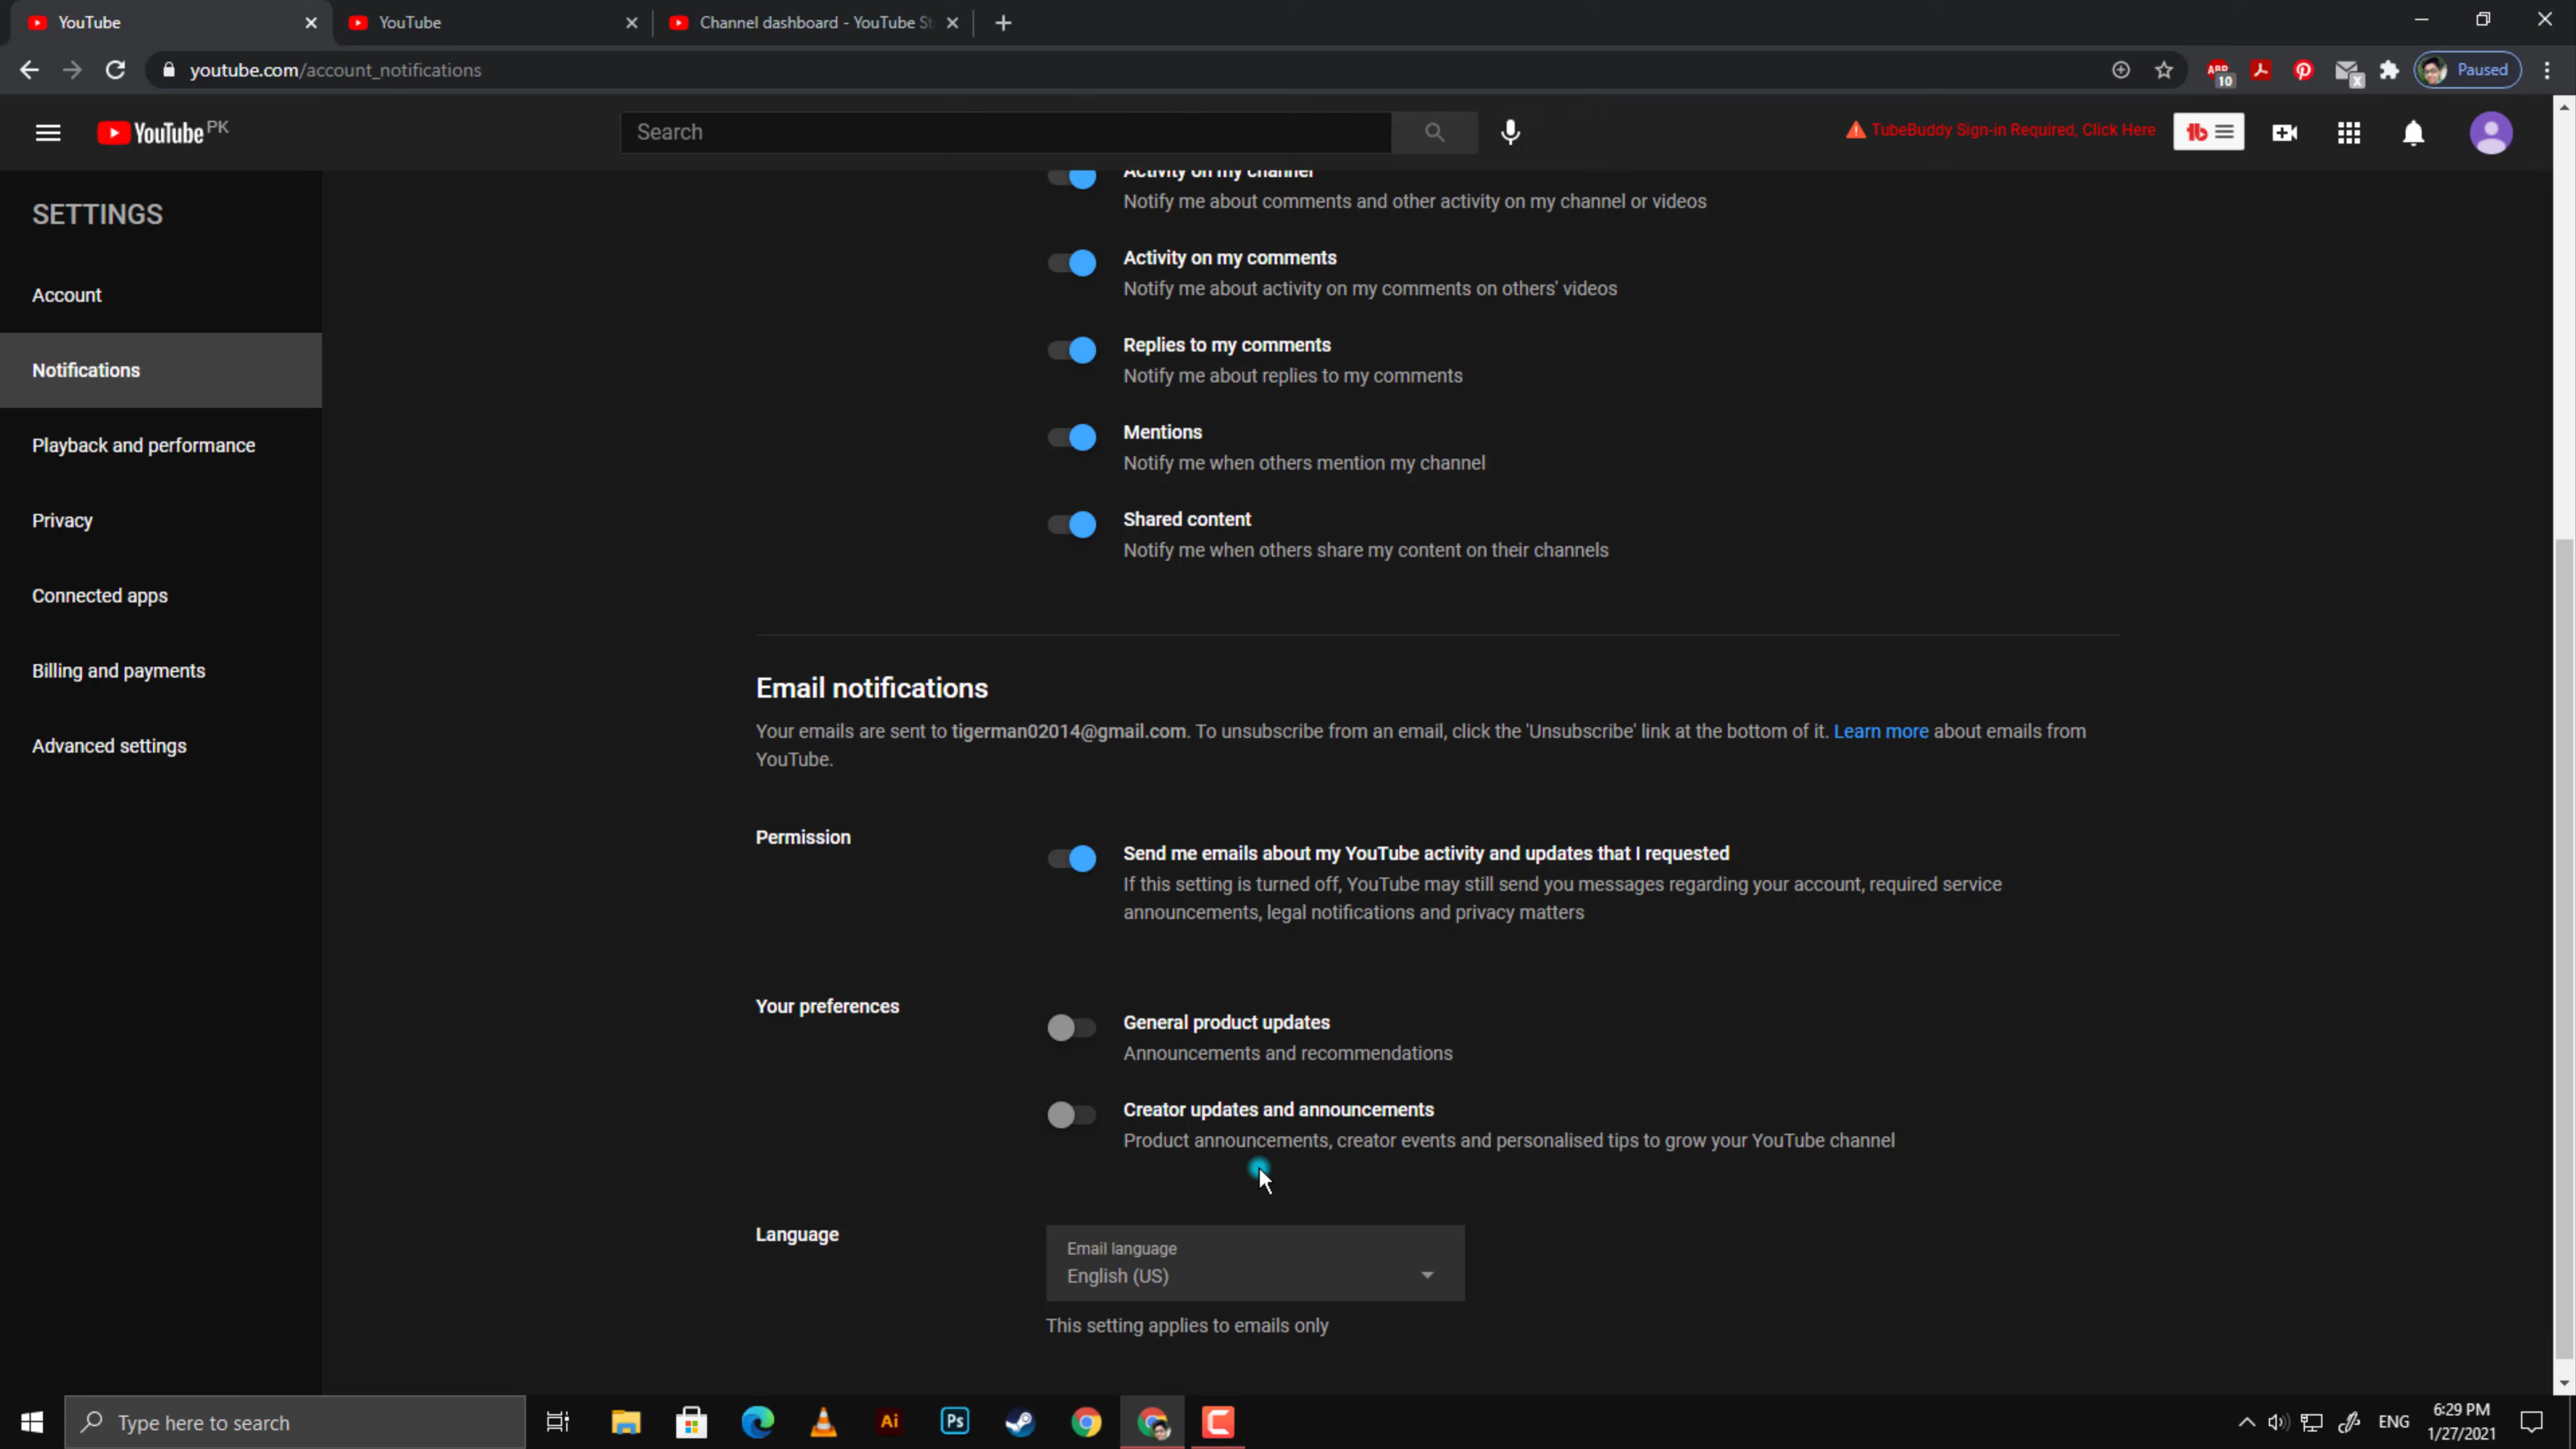 YouTube
YouTube
Channel dashboard - YouTube St
youtube.com/account_notifications
10
X
Paused
YouTube PK
Search
TubeBuddy Sign-in Required, Click Here
SETTINGS
Account
Notifications
Playback and performance
Privacy
Connected apps
Billing and payments
Advanced settings
Activity on my channel
Notify me about comments and other activity on my channel or videos
Activity on my comments
Notify me about activity on my comments on others' videos
Replies to my comments
Notify me about replies to my comments
Mentions
Notify me when others mention my channel
Shared content
Notify me when others share my content on their channels
Email notifications
Your emails are sent to tigerman02014@gmail.com. To unsubscribe from an email, click the 'Unsubscribe' link at the bottom of it. Learn more about emails from
YouTube.
Permission
Send me emails about my YouTube activity and updates that I requested
If this setting is turned off, YouTube may still send you messages regarding your account, required service
announcements, legal notifications and privacy matters
Your preferences
General product updates
Announcements and recommendations
Creator updates and announcements
Product announcements, creator events and personalised tips to grow your YouTube channel
Language
Email language
English (US)
This setting applies to emails only
Type here to search
Ai
Ps
ENG
6:29 PM
1/27/2021